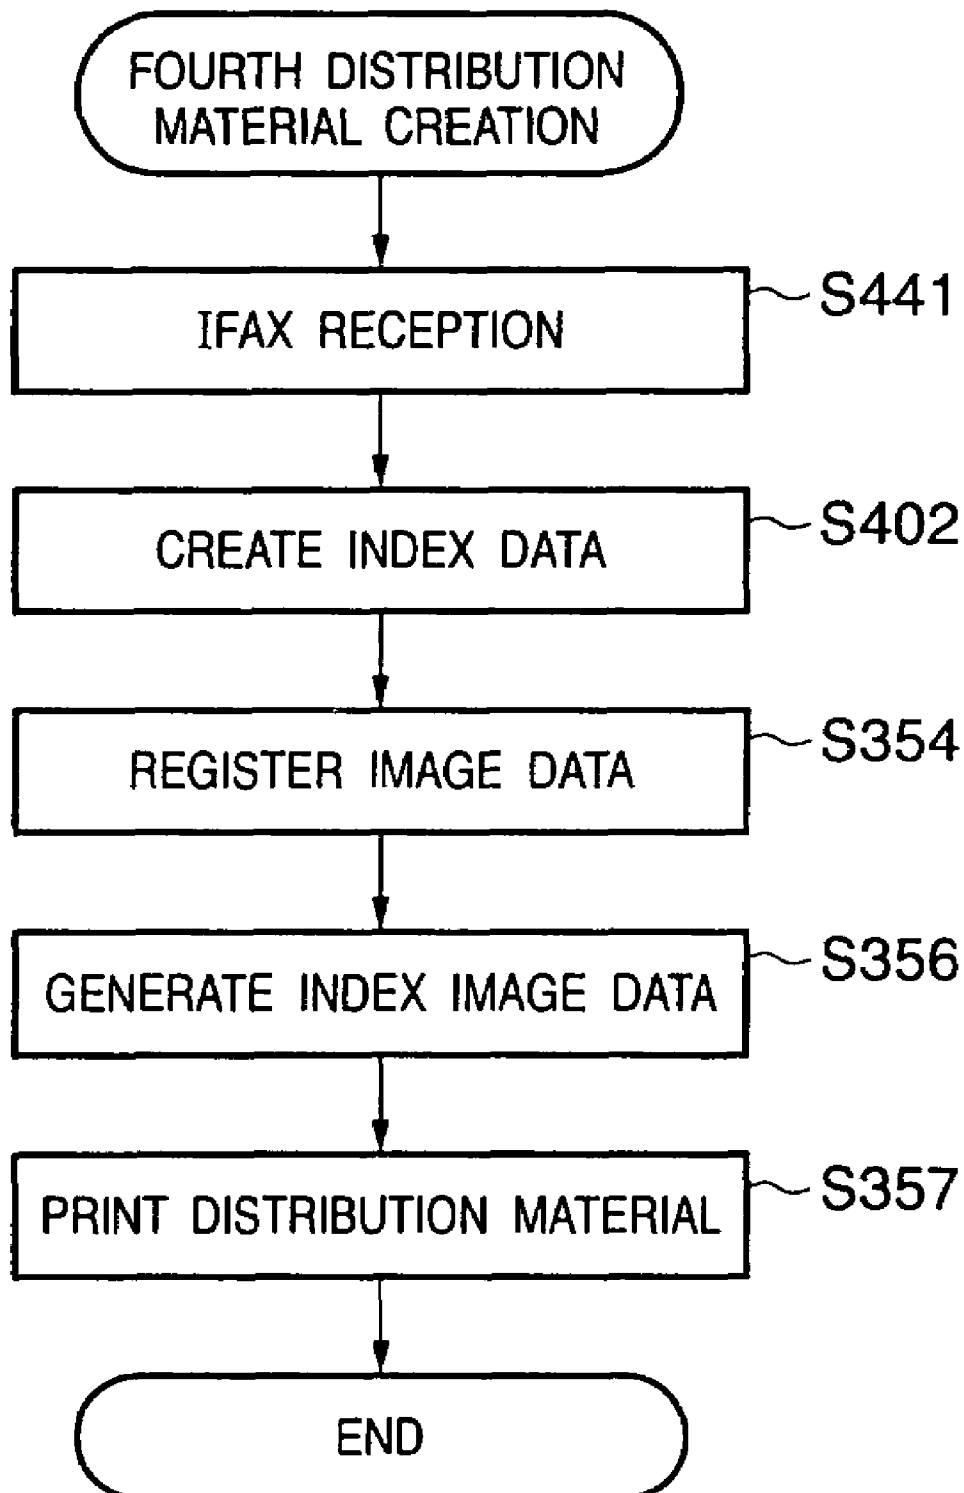 FOURTH DISTRIBUTION
MATERIAL CREATION
IFAX RECEPTION
S441
CREATE INDEX DATA
S402
REGISTER IMAGE DATA
S354
GENERATE INDEX IMAGE DATA
S356
PRINT DISTRIBUTION MATERIAL
S357
END